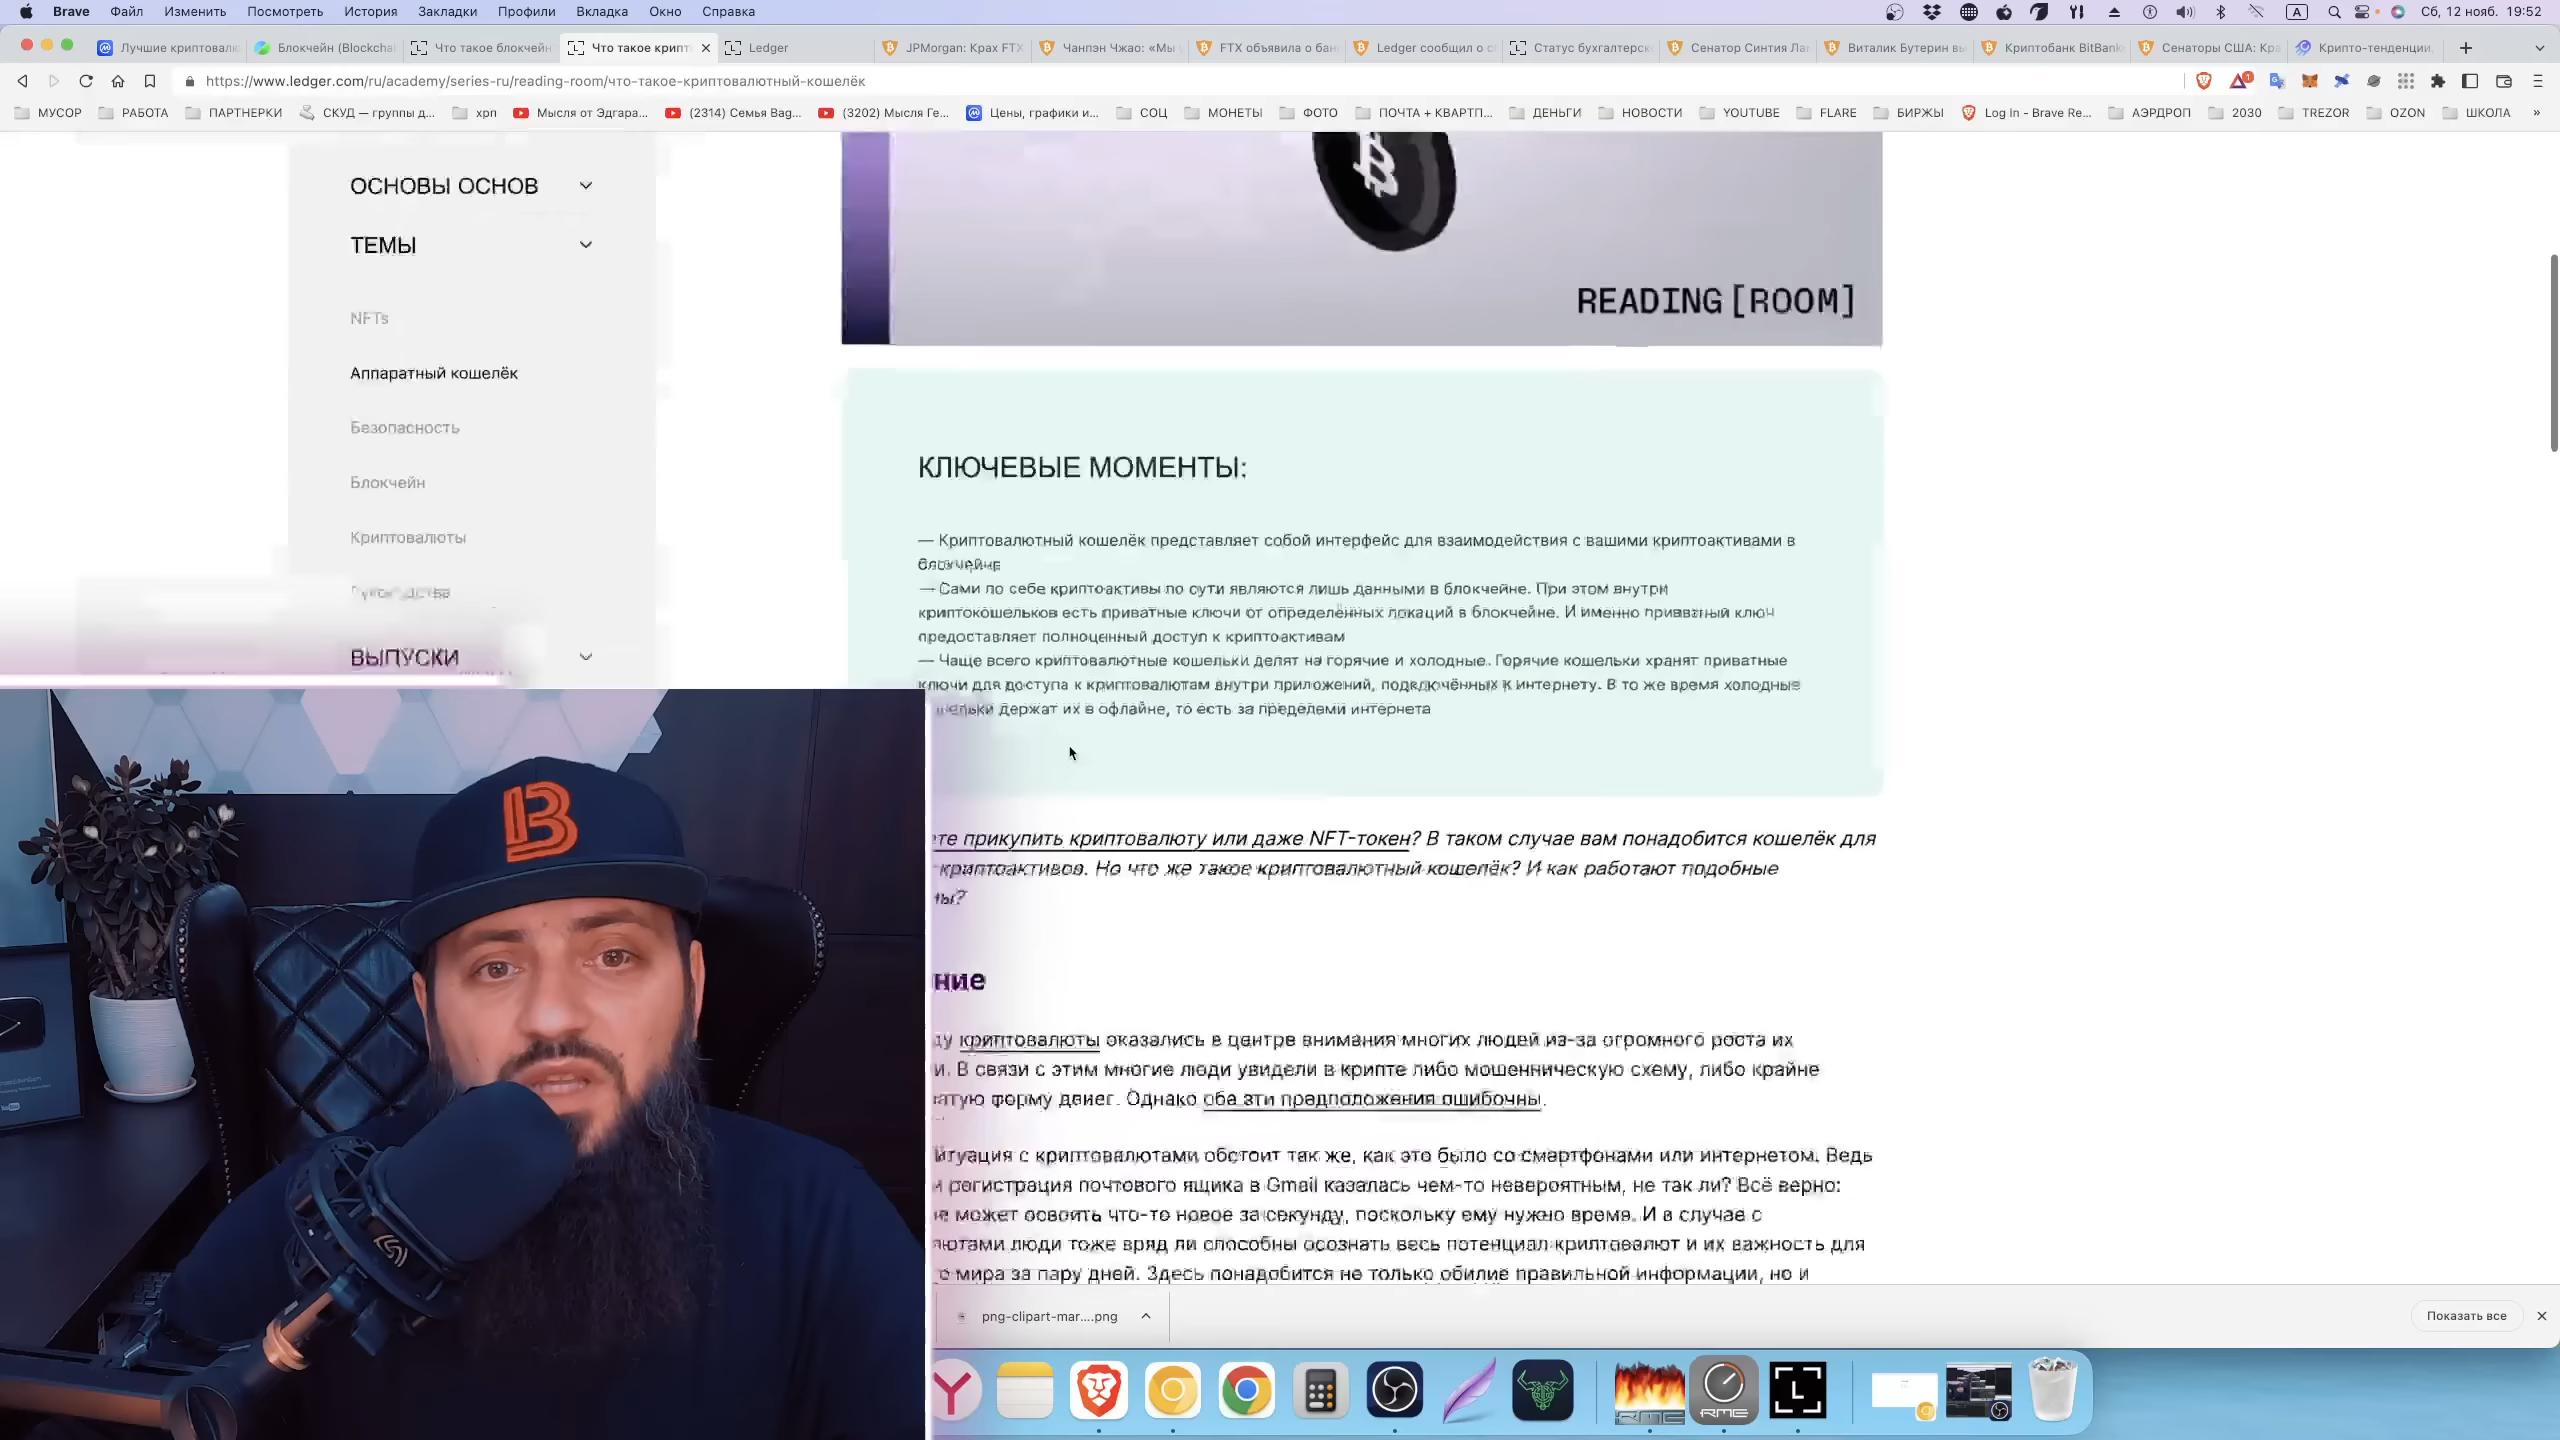 Brave Файл Изменить Посмотреть История Закладки Профили Вкладка Окно Справка A Сб, 12 нояб. 19:52
Лучшие криптовалю Блокчейн (Blockchai Что такое блокчейн Что такое крипт Ledger JPMorgan: Крах FTX Чанпэн Чжао: «Мы FTX объявила о бан Ledger сообщил о с Статус бухгалтерск Сенатор Синтия Ла Виталик Бутерин вы Криптобанк BitBank Сенаторы США: Кра Крипто-тенденции
https://www.ledger.com/ru/academy/series-ru/reading-room/что-такое-криптовалютный-кошелёк
МУСОР РАБОТА ПАРТНЕРКИ СКУД — группы д... хрп Мысля от Эдгара... (2314) Семья Bag... (3202) Мысля Ге... Цены, графики и... СОЦ МОНЕТЫ ФОТО ПОЧТА + КВАРТП... ДЕНЬГИ НОВОСТИ YOUTUBE FLARE БИРЖЫ Log In - Brave Re... АЭРДРОП 2030 TREZOR OZON ШКОЛА »
ОСНОВЫ ОСНОВ
ТЕМЫ
NFTs
Аппаратный кошелёк
Безопасность
Блокчейн
Криптовалюты
ВЫПУСКИ
READING[ROOM]
КЛЮЧЕВЫЕ МОМЕНТЫ:
— Криптовалютный кошелёк представляет собой интерфейс для взаимодействия с вашими криптоактивами в
блокчейне
— Сами по себе криптоактивы по сути являются лишь данными в блокчейне. При этом внутри
криптокошельков есть приватные ключи от определённых локаций в блокчейне. И именно приватный ключ
предоставляет полноценный доступ к криптоактивам
— Чаще всего криптовалютные кошельки делят на горячие и холодные. Горячие кошельки хранят приватные
ключи для доступа к криптовалютам внутри приложений, подключённых к интернету. В то же время холодные
держат их в офлайне, то есть за пределами интернета
те прикупить криптовалюту или даже NFT-токен? В таком случае вам понадобится кошелёк для
криптоактивов. Но что же такое криптовалютный кошелёк? И как работают подобные
ты?
ние
ду криптовалюты оказались в центре внимания многих людей из-за огромного роста их
и. В связи с этим многие люди увидели в крипте либо мошенническую схему, либо крайне
атую форму денег. Однако оба эти предположения ошибочны.
итуация с криптовалютами обстоит так же, как это было со смартфонами или интернетом. Ведь
и регистрация почтового ящика в Gmail казалась чем-то невероятным, не так ли? Всё верно:
не может освоить что-то новое за секунду, поскольку ему нужно время. И в случае с
ютами люди тоже вряд ли способны осознать весь потенциал криптовалют и их важность для
о мира за пару дней. Здесь понадобится не только обилие правильной информации, но и
png-clipart-mar....png Показать все
B
RME RME L